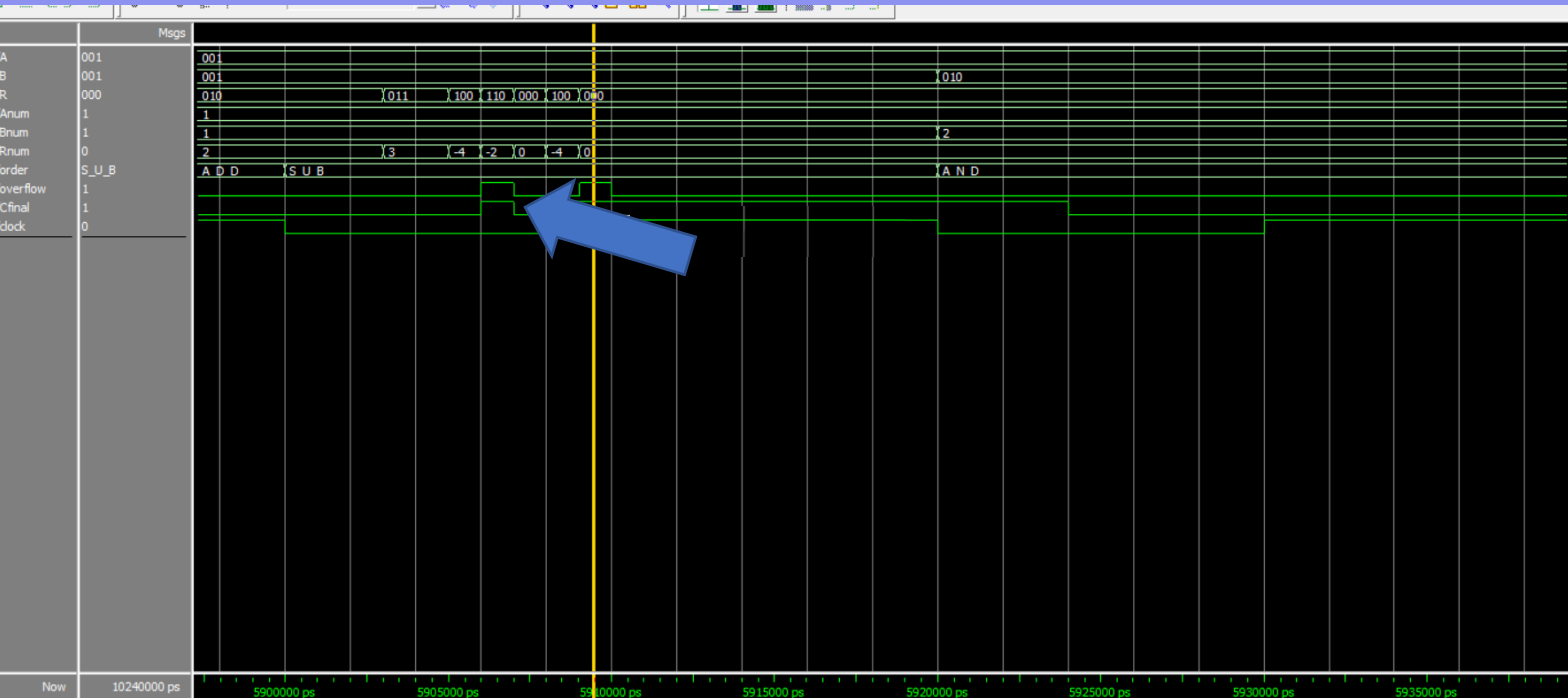 Msgs
A 001 001
B 001 001 010
R 000 010 011 100 110 000 100 000
Anum 1 1
Bnum 1 1 2
Rnum 0 2 3 -4 -2 0 -4 0
order S_U_B A D D S U B A N D
overflow 1
Cfinal 1
clock 0
Now 10240000 ps 5900000 ps 5905000 ps 5910000 ps 5915000 ps 5920000 ps 5925000 ps 5930000 ps 5935000 ps